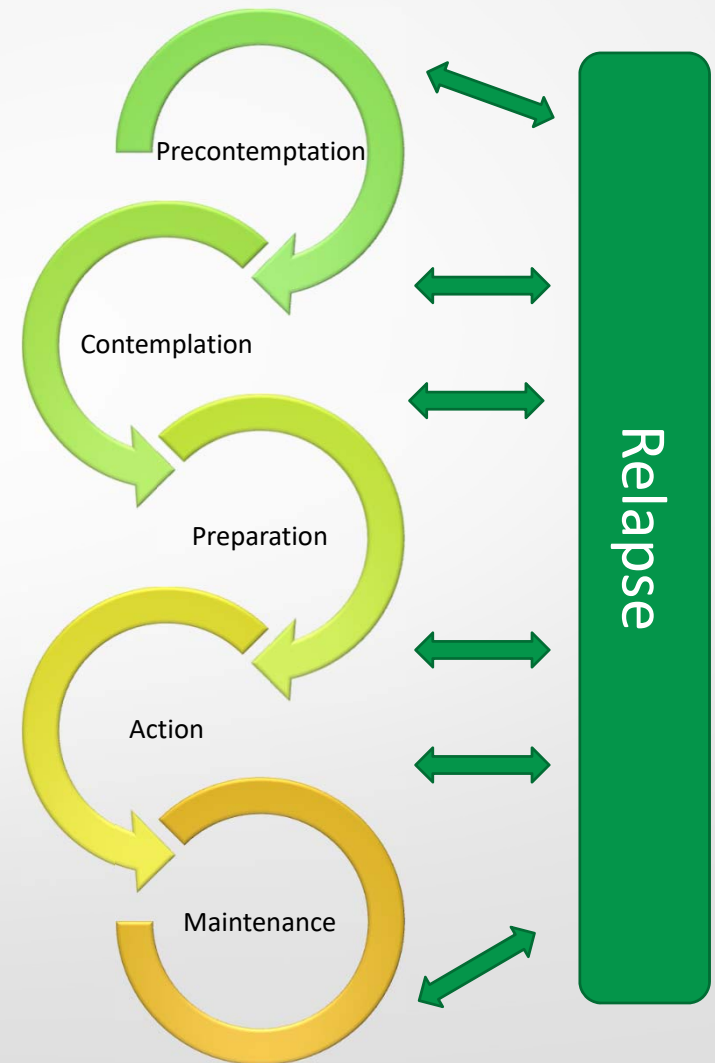 Precontemptation
Contemplation
Preparation
Action
Maintenance
Relapse